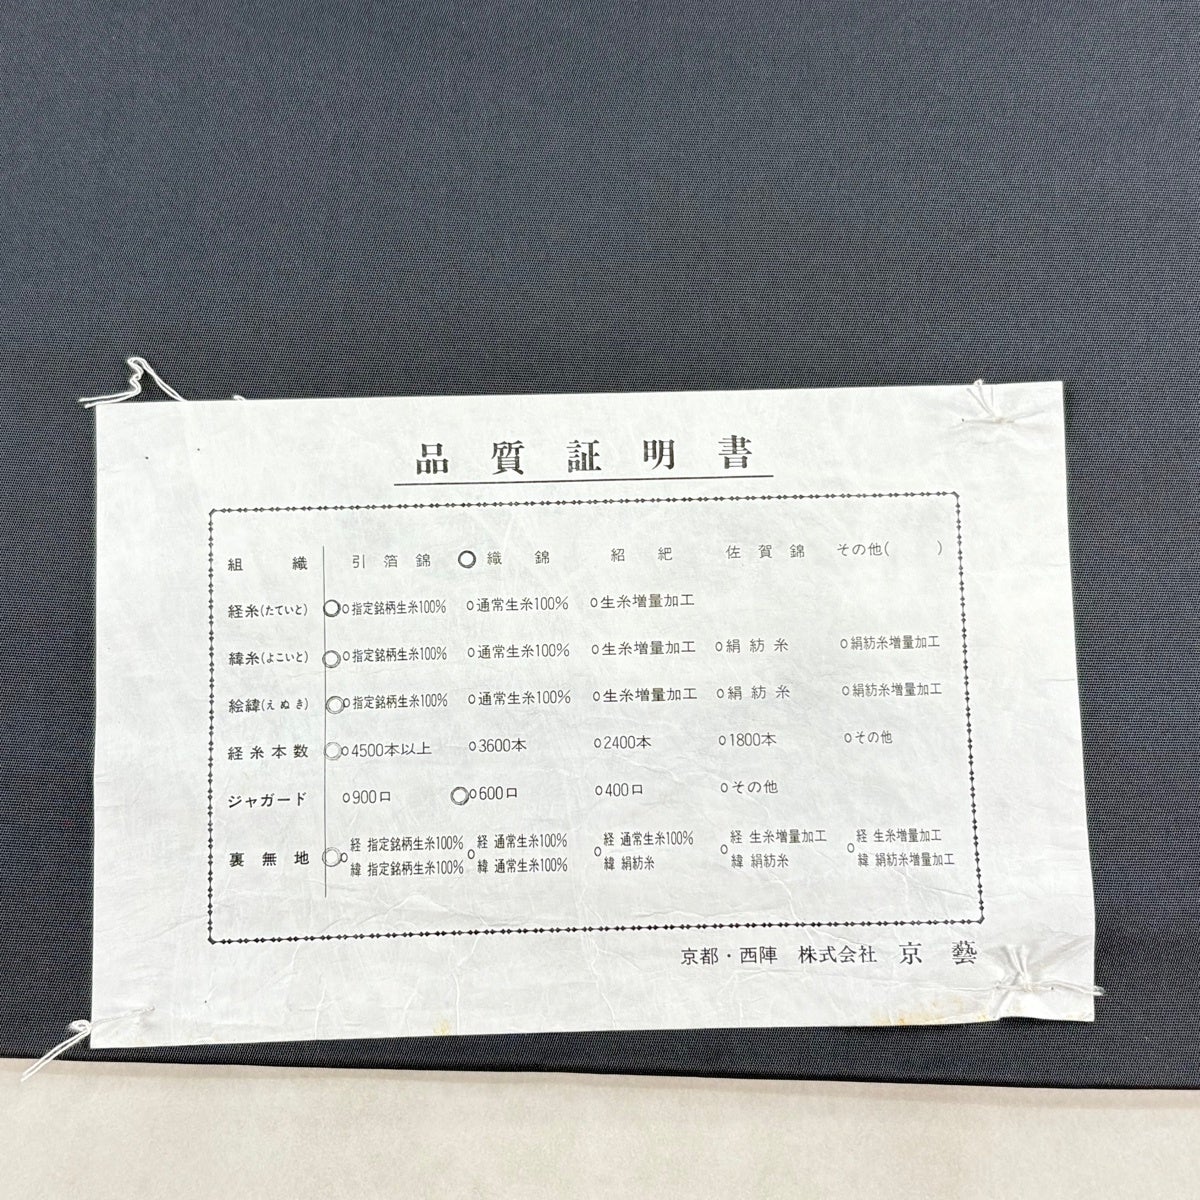 品質証明書
組織 引箔錦 ○織錦 紹紦 佐賀錦 その他( )
経糸(たていと) ○○指定銘柄生糸100% ○通常生糸100% ○生糸増量加工
緯糸(よこいと) ○○指定銘柄生糸100% ○通常生糸100% ○生糸増量加工 ○絹紡糸 ○絹紡糸増量加工
絵緯(えぬき) ○○指定銘柄生糸100% ○通常生糸100% ○生糸増量加工 ○絹紡糸 ○絹紡糸増量加工
経糸本数 ○○4500本以上 ○3600本 ○2400本 ○1800本 ○その他
ジャガード ○900口 ○○600口 ○400口 ○その他
裏無地 ○○経 指定銘柄生糸100% ○経 通常生糸100% ○経 通常生糸100% ○経 生糸増量加工 ○経 生糸増量加工
緯 指定銘柄生糸100% 緯 通常生糸100% 緯 絹紡糸 緯 絹紡糸 緯 絹紡糸増量加工
京都・西陣 株式会社 京藝